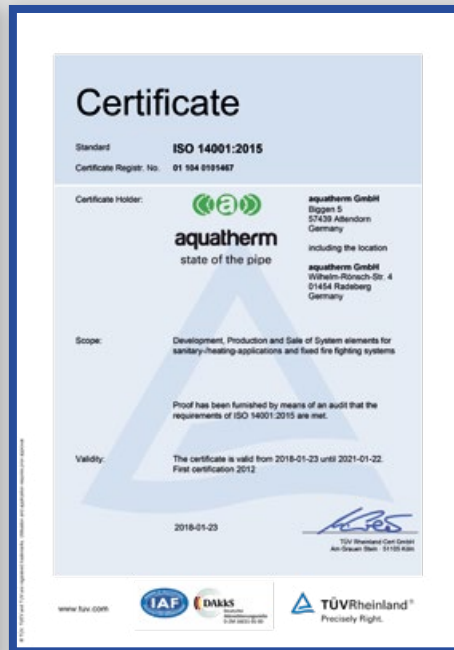 Certificate
Standard ISO 14001:2015
Certificate Registr. No. 01 104 0101467
Certificate Holder:
aquatherm
state of the pipe
aquatherm GmbH
Biggen 5
57439 Attendorn
Germany
including the location
aquatherm GmbH
Wilhelm-Rönsch-Str. 4
01454 Radeberg
Germany
Scope: Development, Production and Sale of System elements for
sanitary-/heating-applications and fixed fire fighting systems
Proof has been furnished by means of an audit that the
requirements of ISO 14001:2015 are met.
Validity: The certificate is valid from 2018-01-23 until 2021-01-22.
First certification 2012
2018-01-23
TÜV Rheinland Cert GmbH
Am Grauen Stein · 51105 Köln
www.tuv.com
IAF
DAkkS
Deutsche
Akkreditierungsstelle
TÜVRheinland®
Precisely Right.